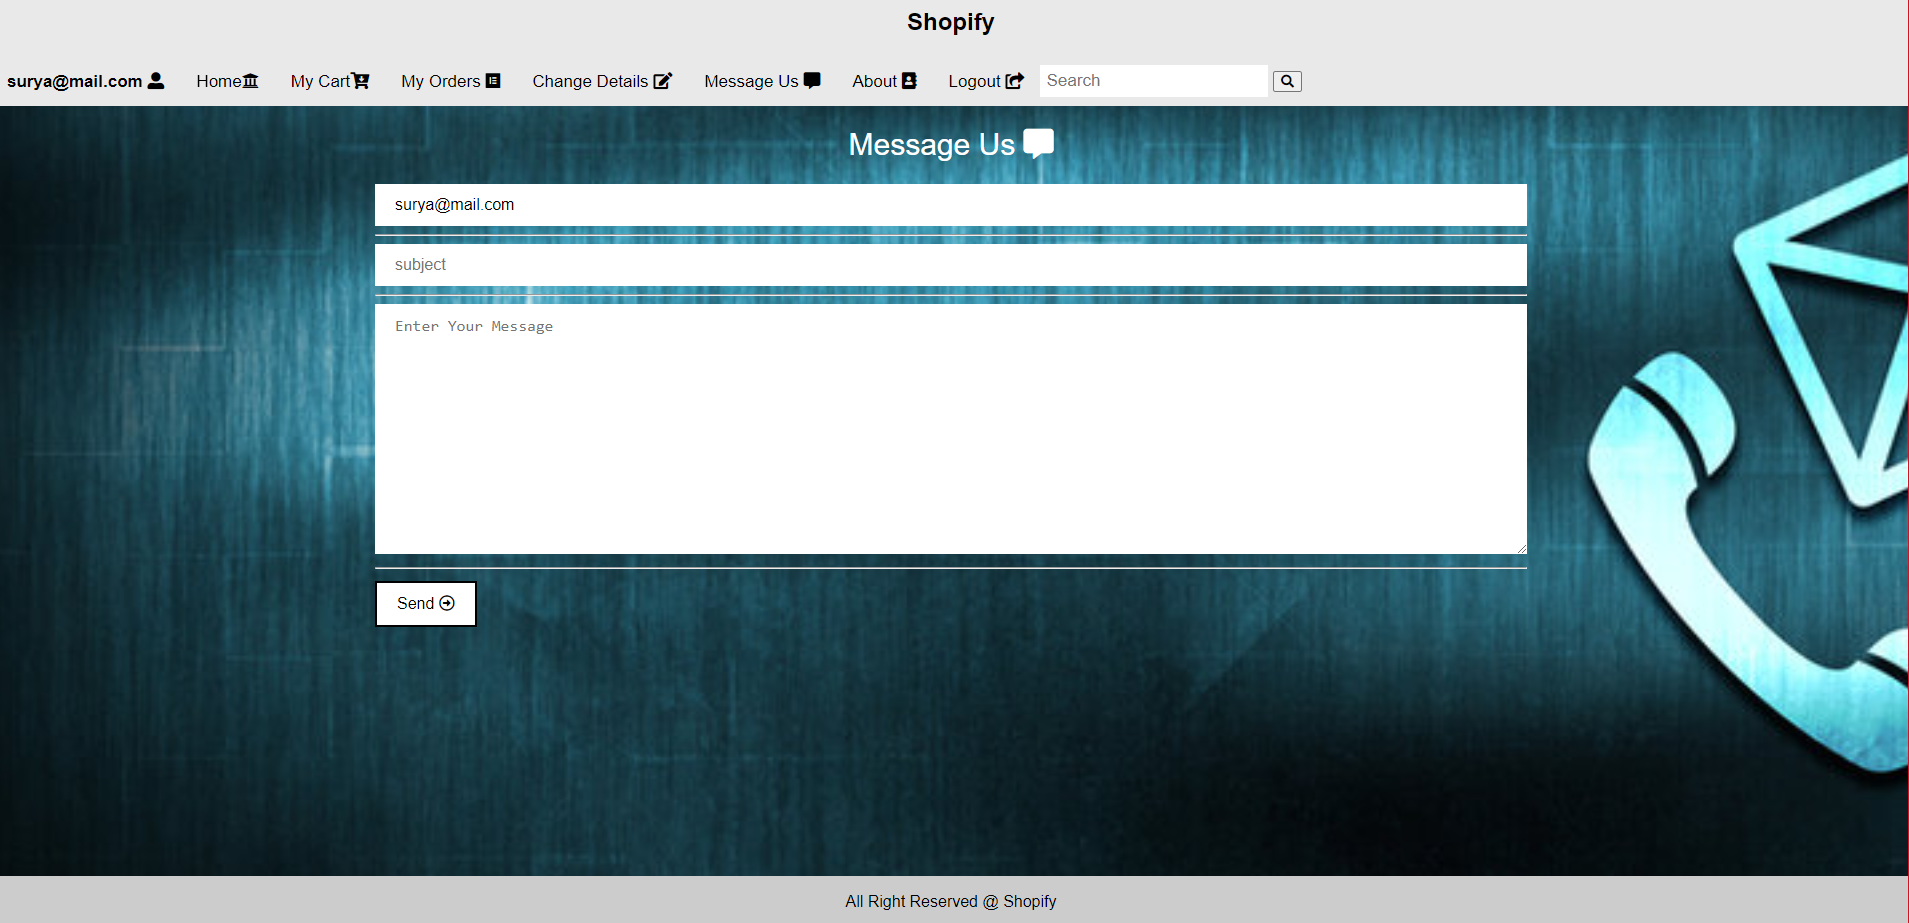 Shopify
surya@mail.com Home My Cart My Orders Change Details Message Us About Logout Search
Message Us
surya@mail.com
subject
Enter Your Message
Send
All Right Reserved @ Shopify